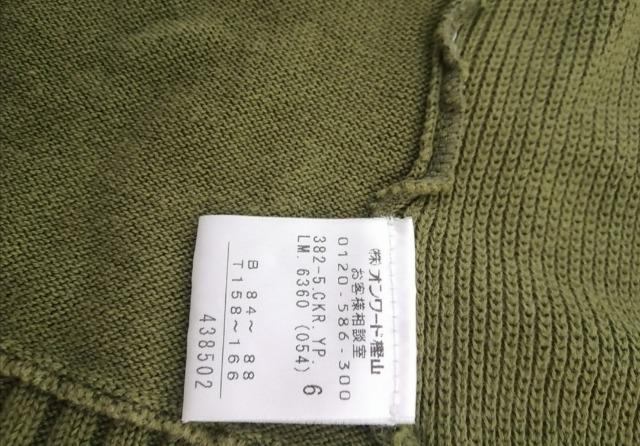 (株)オンワード樫山
お客様相談室
0120-586-300
382-5.CKR.YP. 6
LM. 6360 (054)
B 84〜 88
T158〜166
438502